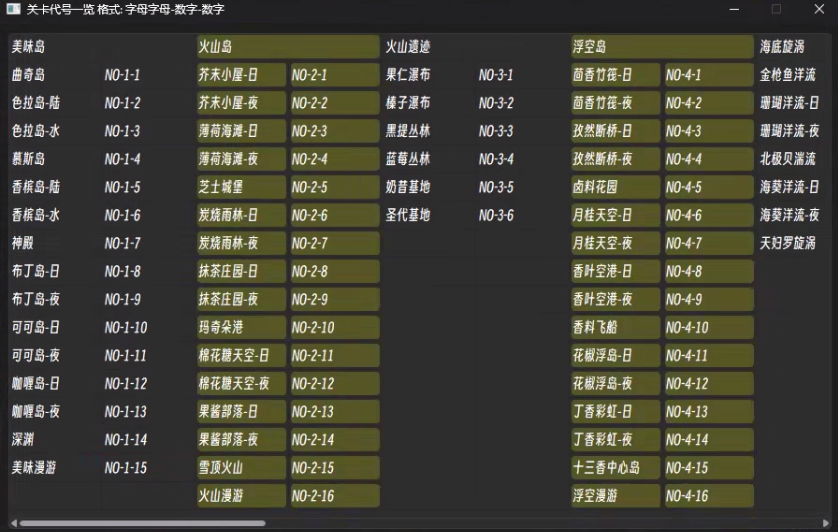 关卡代号一览 格式: 字母字母-数字-数字
美味岛 火山岛 火山遗迹 浮空岛 海底旋涡
曲奇岛 NO-1-1 芥末小屋-日 NO-2-1 果仁瀑布 NO-3-1 茴香竹筏-日 NO-4-1 金枪鱼洋流
色拉岛-陆 NO-1-2 芥末小屋-夜 NO-2-2 榛子瀑布 NO-3-2 茴香竹筏-夜 NO-4-2 珊瑚洋流-日
色拉岛-水 NO-1-3 薄荷海滩-日 NO-2-3 黑提丛林 NO-3-3 孜然断桥-日 NO-4-3 珊瑚洋流-夜
慕斯岛 NO-1-4 薄荷海滩-夜 NO-2-4 蓝莓丛林 NO-3-4 孜然断桥-夜 NO-4-4 北极贝湍流
香槟岛-陆 NO-1-5 芝士城堡 NO-2-5 奶昔基地 NO-3-5 卤料花园 NO-4-5 海葵洋流-日
香槟岛-水 NO-1-6 炭烧雨林-日 NO-2-6 圣代基地 NO-3-6 月桂天空-日 NO-4-6 海葵洋流-夜
神殿 NO-1-7 炭烧雨林-夜 NO-2-7 月桂天空-夜 NO-4-7 天妇罗旋涡
布丁岛-日 NO-1-8 抹茶庄园-日 NO-2-8 香叶空港-日 NO-4-8
布丁岛-夜 NO-1-9 抹茶庄园-夜 NO-2-9 香叶空港-夜 NO-4-9
可可岛-日 NO-1-10 玛奇朵港 NO-2-10 香料飞船 NO-4-10
可可岛-夜 NO-1-11 棉花糖天空-日 NO-2-11 花椒浮岛-日 NO-4-11
咖喱岛-日 NO-1-12 棉花糖天空-夜 NO-2-12 花椒浮岛-夜 NO-4-12
咖喱岛-夜 NO-1-13 果酱部落-日 NO-2-13 丁香彩虹-日 NO-4-13
深渊 NO-1-14 果酱部落-夜 NO-2-14 丁香彩虹-夜 NO-4-14
美味漫游 NO-1-15 雪顶火山 NO-2-15 十三香中心岛 NO-4-15
火山漫游 NO-2-16 浮空漫游 NO-4-16